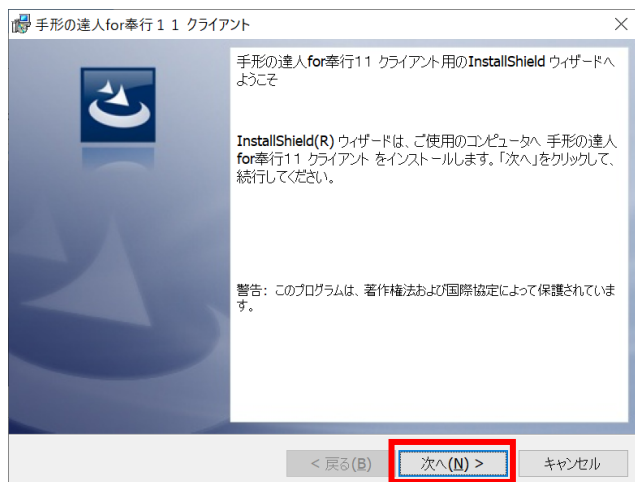 手形の達人for奉行１１ クライアント
手形の達人for奉行11 クライアント用のInstallShield ウィザードへ
ようこそ
InstallShield(R) ウィザードは、ご使用のコンピュータへ 手形の達人
for奉行11 クライアント をインストールします。「次へ」をクリックして、
続行してください。
警告: このプログラムは、著作権法および国際協定によって保護されていま
す。
< 戻る(B)
次へ(N) >
キャンセル